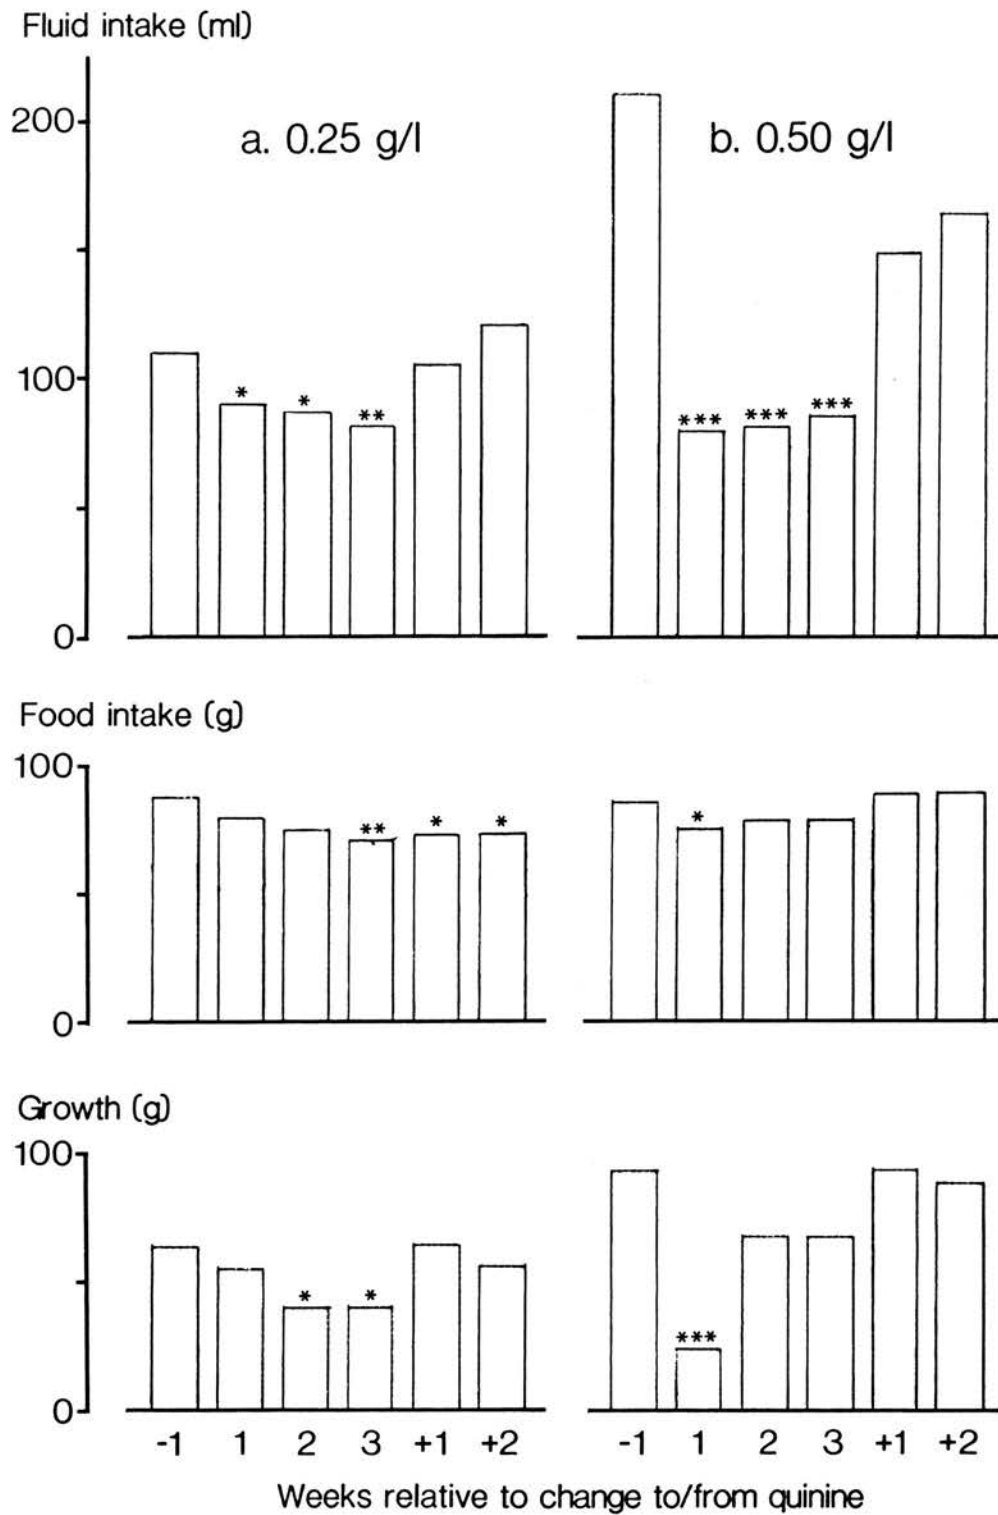 Fluid intake (ml)
200
a. 0.25 g/l
b. 0.50 g/l
100
*
*
**
***
***
***
0
Food intake (g)
100
**
*
*
*
0
Growth (g)
100
*
*
***
0
-1 1 2 3 +1 +2
-1 1 2 3 +1 +2
Weeks relative to change to/from quinine